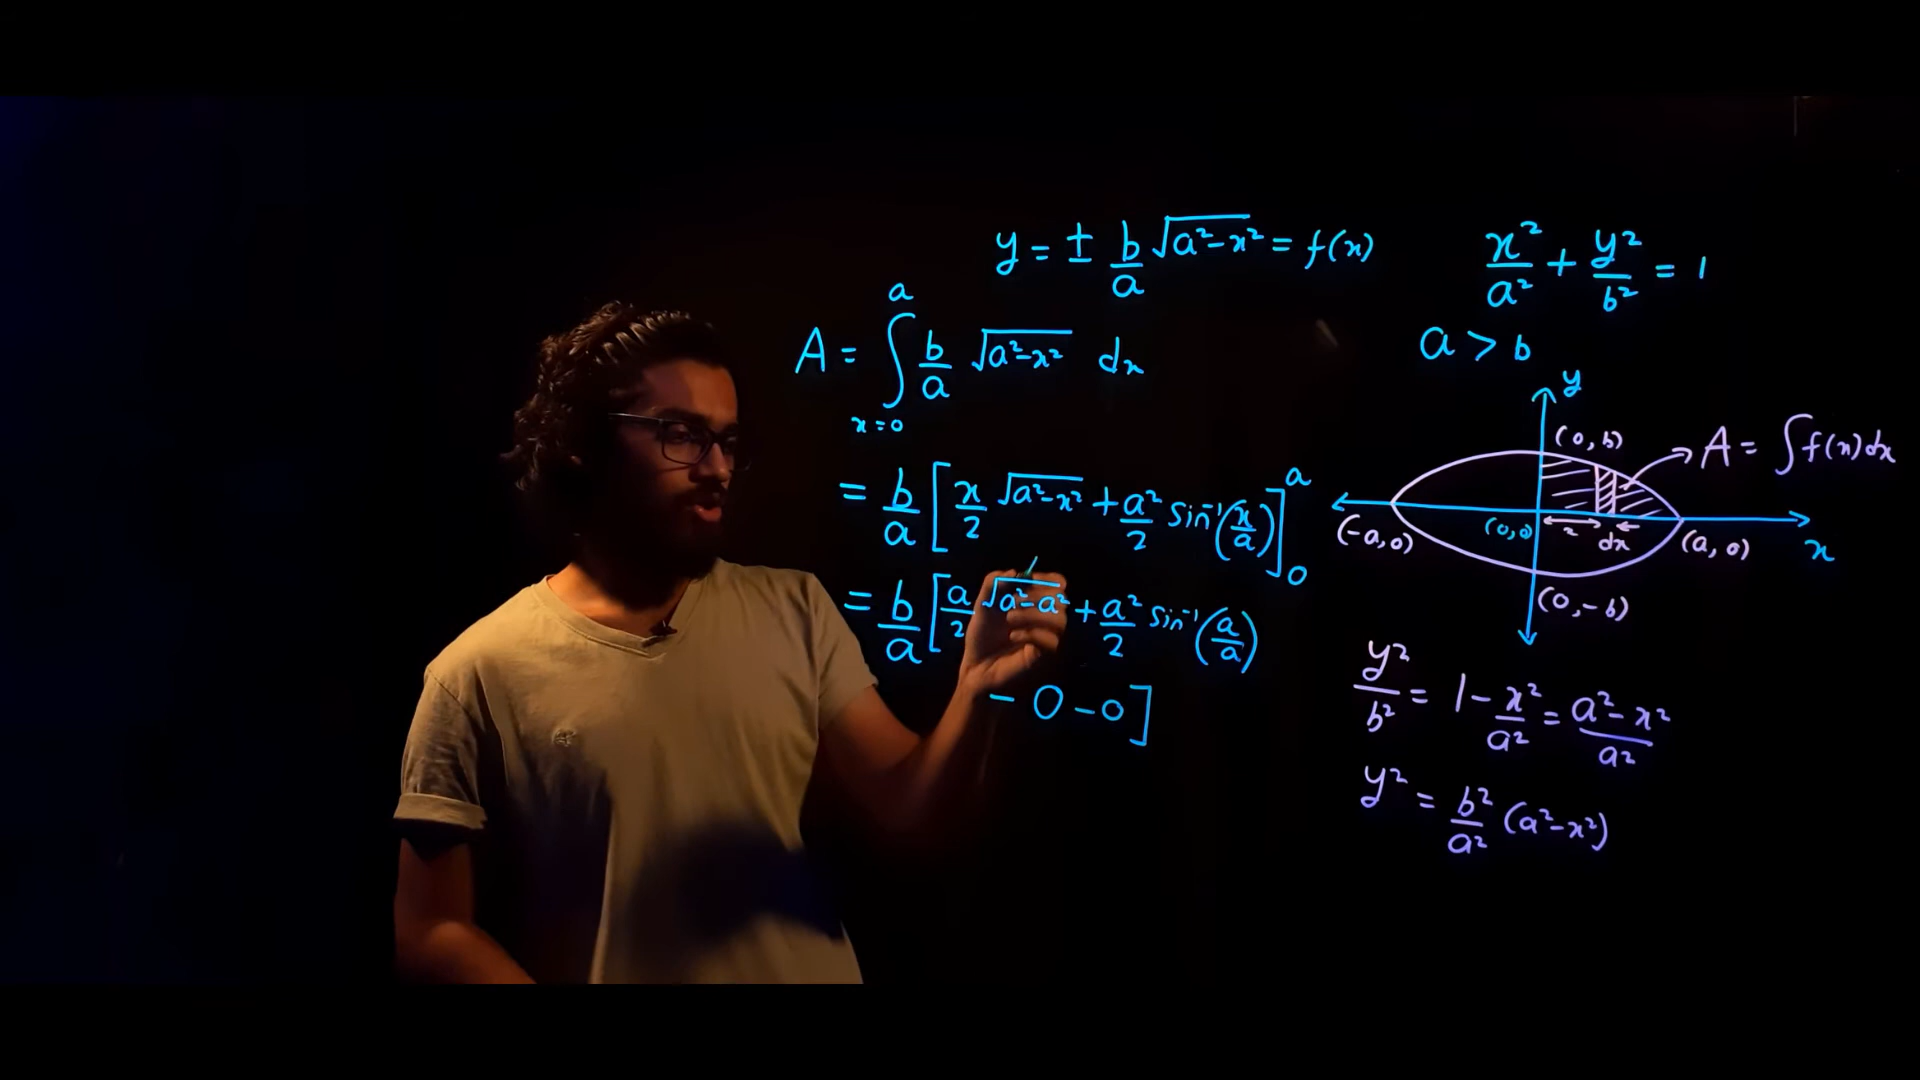 y = ± b/a √(a²-x²) = f(x)
A = ∫_{x=0}^{a} b/a √(a²-x²) dx
= b/a [x/2 √(a²-x²) + a²/2 sin⁻¹(x/a)]_0^a
= b/a [a/2 √(a²-a²) + a²/2 sin⁻¹(a/a)
- 0 - 0]
x²/a² + y²/b² = 1
a > b
y
(0, b)
A = ∫f(x)dx
(-a, 0)
(0,0)
dx
(a, 0)
x
(0, -b)
y²/b² = 1 - x²/a² = (a²-x²)/a²
y² = b²/a² (a²-x²)